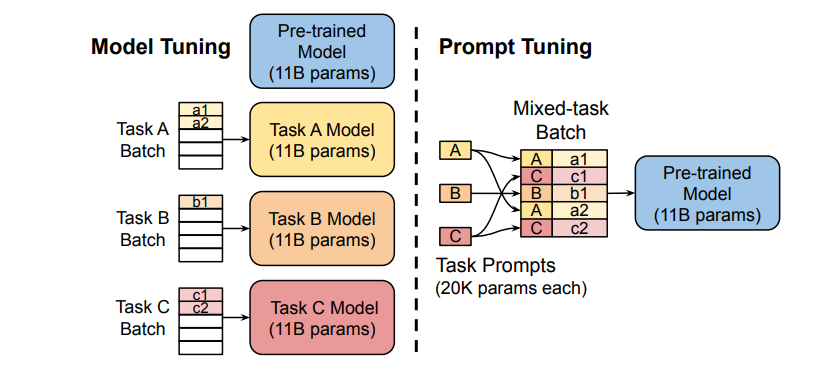 Model Tuning
Pre-trained
Model
(11B params)
Task A
Batch
a1
a2
Task A Model
(11B params)
Task B
Batch
b1
Task B Model
(11B params)
Task C
Batch
c1
c2
Task C Model
(11B params)
Prompt Tuning
Mixed-task
Batch
A
B
C
A a1
C c1
B b1
A a2
C c2
Task Prompts
(20K params each)
Pre-trained
Model
(11B params)